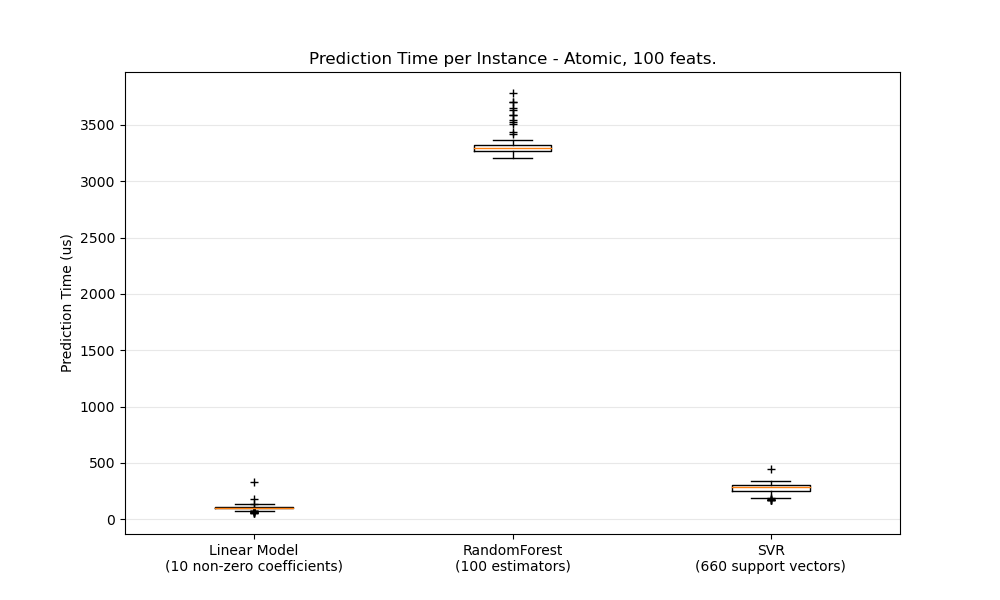 Prediction Time per Instance - Atomic, 100 feats.
Prediction Time (us)
3500
3000
2500
2000
1500
1000
500
0
Linear Model
(10 non-zero coefficients)
RandomForest
(100 estimators)
SVR
(660 support vectors)